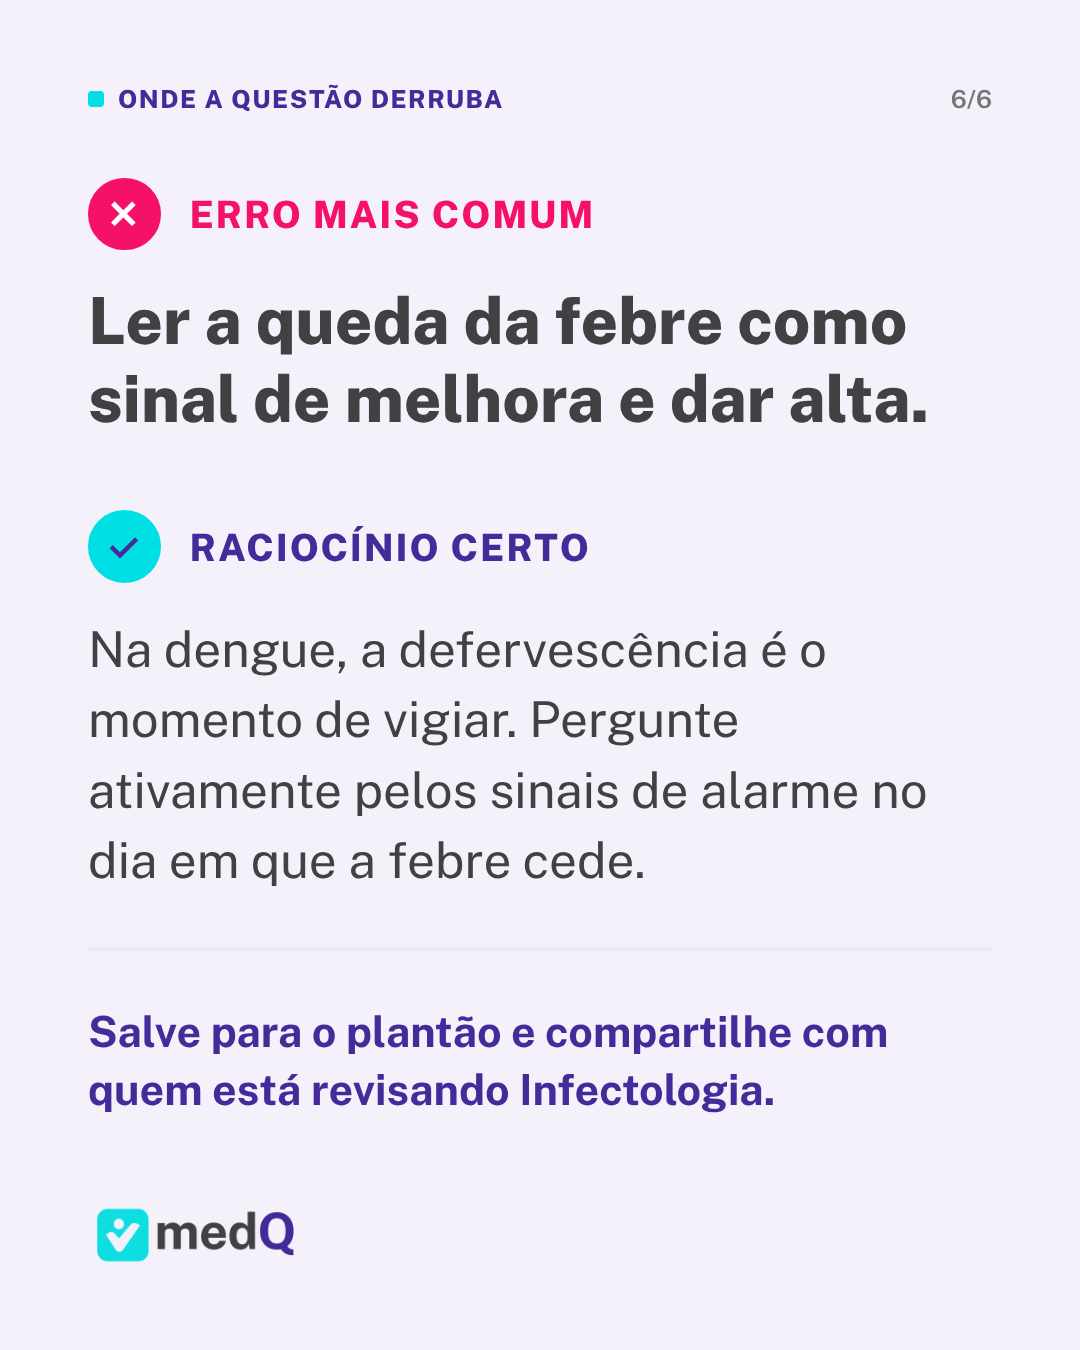 ONDE A QUESTÃO DERRUBA
6/6
ERRO MAIS COMUM
Ler a queda da febre como
sinal de melhora e dar alta.
RACIOCÍNIO CERTO
Na dengue, a defervescência é o
momento de vigiar. Pergunte
ativamente pelos sinais de alarme no
dia em que a febre cede.
Salve para o plantão e compartilhe com
quem está revisando Infectologia.
medQ